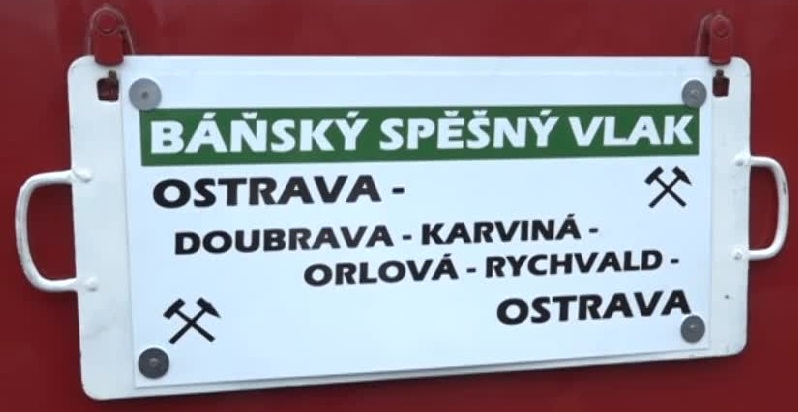 BÁŇSKÝ SPĚŠNÝ VLAK
OSTRAVA -
DOUBRAVA - KARVINÁ -
ORLOVÁ - RYCHVALD -
OSTRAVA